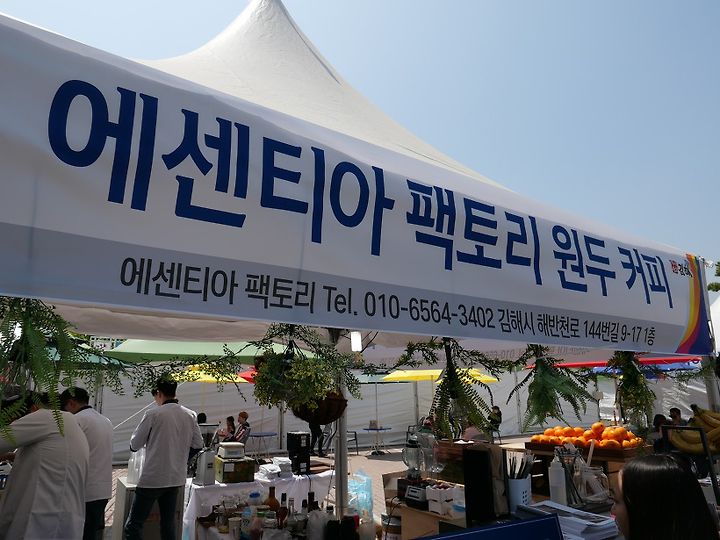 에센티아 팩토리 원두 커피
에센티아 팩토리 Tel. 010-6564-3402 김해시 해반천로 144번길 9-17 1층